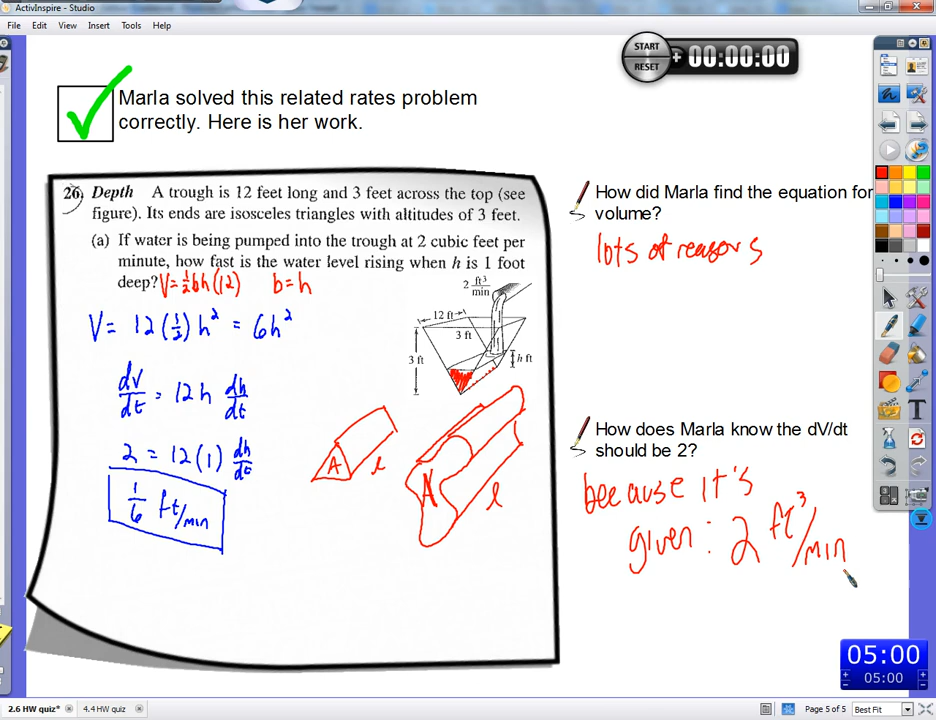 ActivInspire - Studio
File Edit View Insert Tools Help
START
RESET
+ 00:00:00
Marla solved this related rates problem
correctly. Here is her work.
26. Depth A trough is 12 feet long and 3 feet across the top (see
figure). Its ends are isosceles triangles with altitudes of 3 feet.
(a) If water is being pumped into the trough at 2 cubic feet per
minute, how fast is the water level rising when h is 1 foot
deep? V=½bh(12) b=h
V= 12(½)h² = 6h²
dV/dt = 12h dh/dt
2 = 12(1) dh/dt
1/6 ft/min
2 ft³/min
12 ft
3 ft
3 ft
h ft
A l
A l
How did Marla find the equation for
volume?
lots of reasons
How does Marla know the dV/dt
should be 2?
because it's
given: 2 ft³/min
T
05:00
05:00
2.6 HW quiz* 4.4 HW quiz
Page 5 of 5 Best Fit